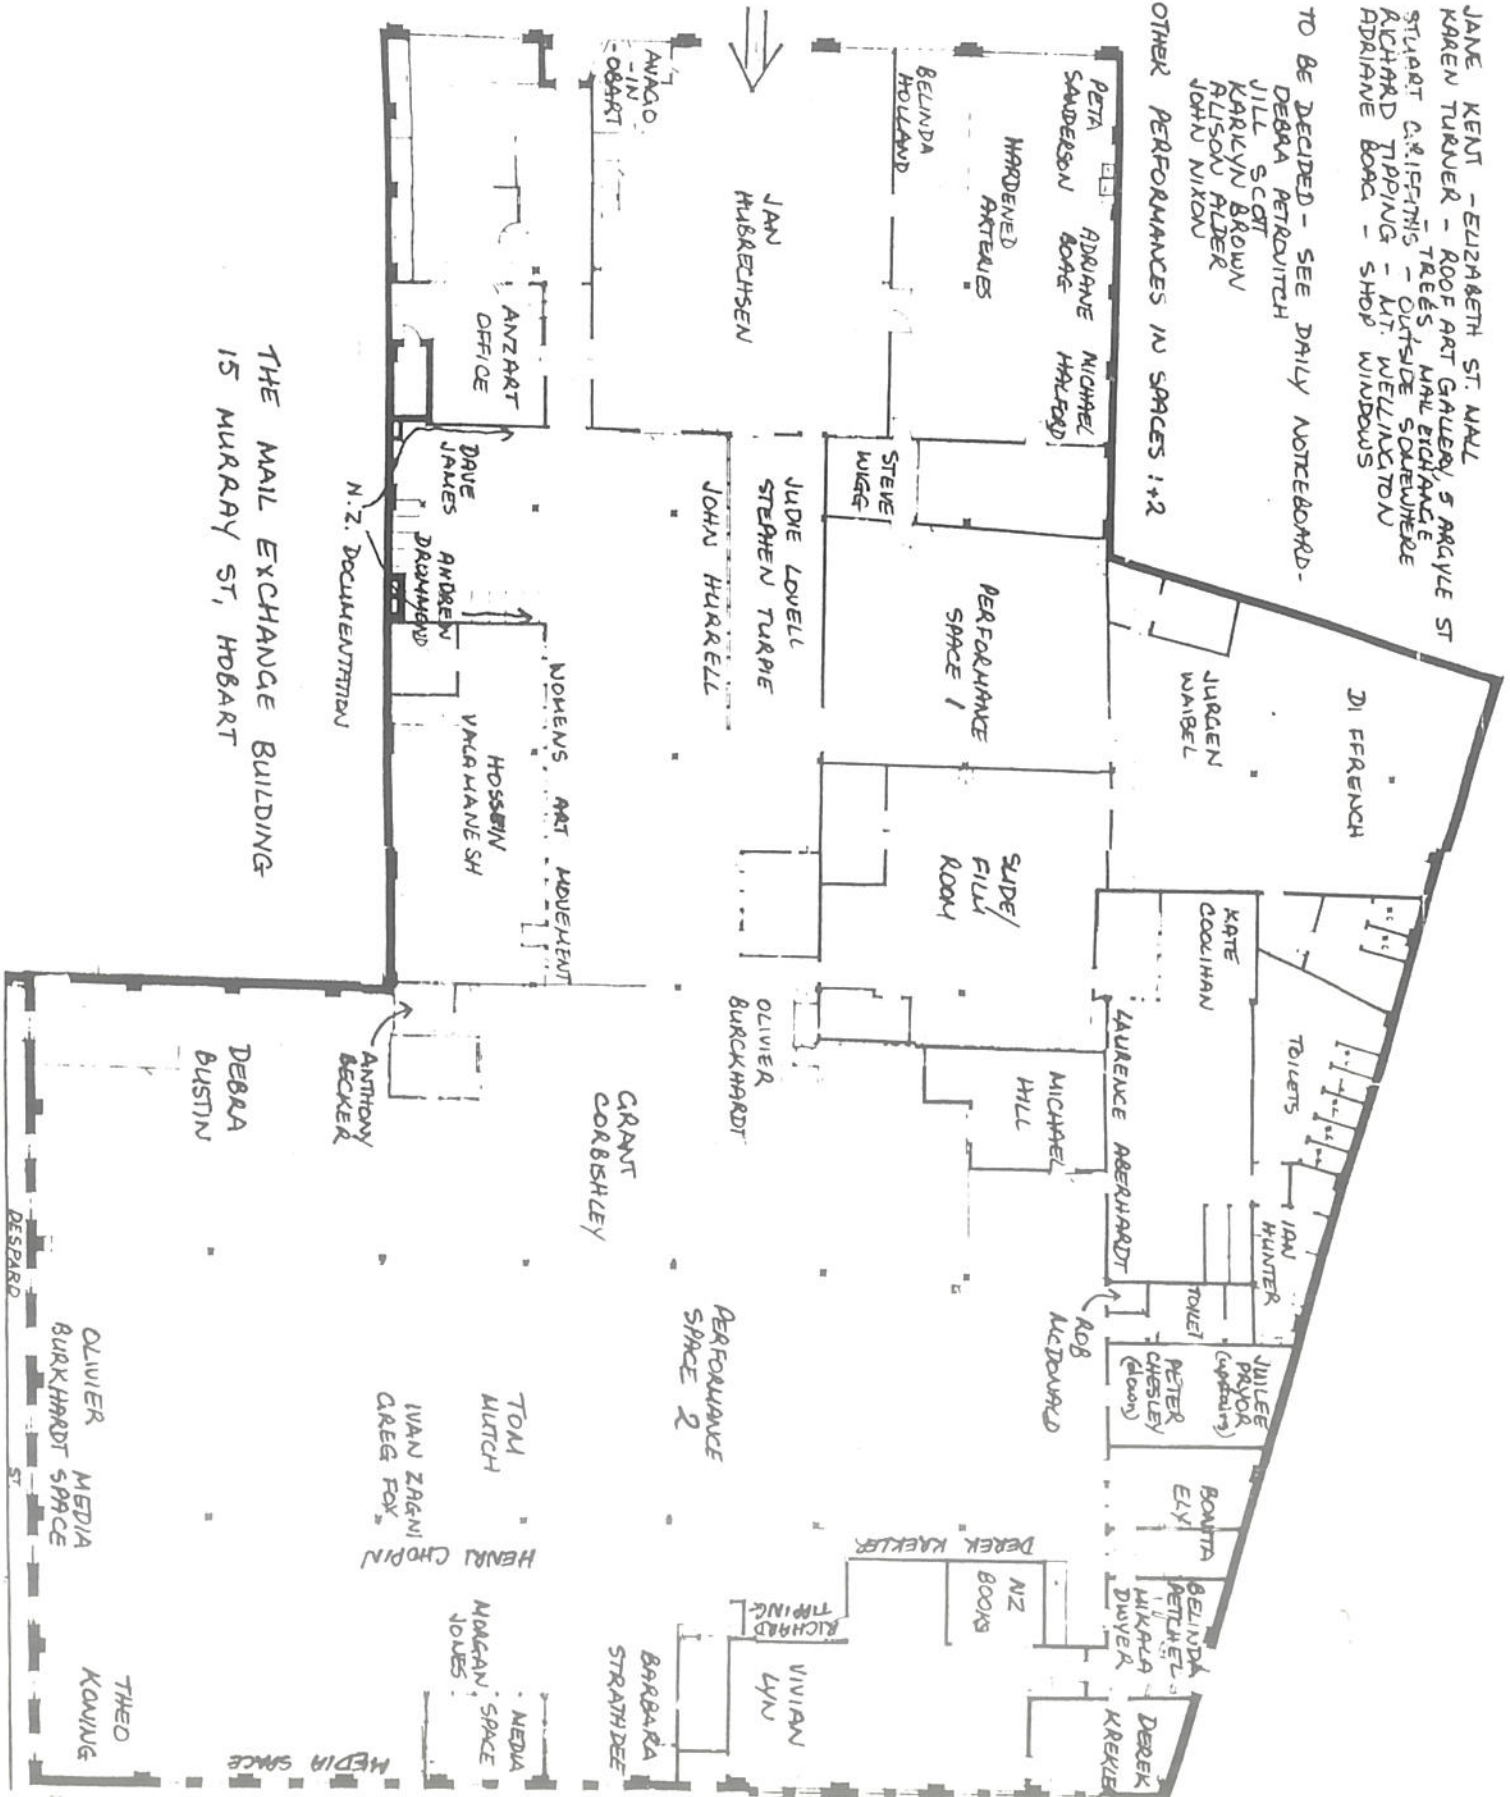 JANE KENT - ELIZABETH ST. MALL
KAREN TURNER - ROOF ART GALLERY, 5 ARGYLE ST
- TREES, MAIL EXCHANGE
STUART GRIFFITHS - OUTSIDE SOMEWHERE
RICHARD TIPPING - MT. WELLINGTON
ADRIANE BOAG - SHOP WINDOWS
TO BE DECIDED - SEE DAILY NOTICEBOARD -
DEBRA PETROVITCH
JILL SCOTT
KARILYN BROWN
ALISON ALDER
JOHN NIXON
OTHER PERFORMANCES IN SPACES 1+2
PETA
SANDERSON
ADRIANE
BOAG
MICHAEL
HALFORD
HARDENED
ARTERIES
BELINDA
HOLLAND
JAN
HUBRECHSEN
AVAGO
-IN
-OBART
ANZART
OFFICE
STEVE
WIGG
JUDIE LOVELL
STEPHEN TURPIE
JOHN HURRELL
DAVE
JAMES
ANDREW
DRUMMOND
N.Z. DOCUMENTATION
PERFORMANCE
SPACE 1
JURGEN
WAIBEL
DI FFRENCH
WOMENS ART MOVEMENT
HOSSEIN
VALAMANESH
SLIDE/
FILM
ROOM
KATE
COOLIHAN
TOILETS
LAURENCE ABERHARDT
MICHAEL
HILL
OLIVIER
BURCKHARDT
GRANT
CORBISHLEY
ANTHONY
BECKER
DEBRA
BUSTIN
IAN
HUNTER
TOILET
ROB
MCDONALD
JUILEE
PRYOR
(upstairs)
PETER
CHESLEY
(down)
BONITA
ELY
BELINDA
PETCHEL
MIKALA
DWYER
DEREK
KREKLER
PERFORMANCE
SPACE 2
TOM
MUTCH
IVAN ZAGNI
GREG FOX
HENRI CHOPIN
DEREK KREKLER
NZ
BOOKS
RICHARD
TIPPING
VIVIAN
LYN
BARBARA
STRATHDEE
MORGAN
JONES
MEDIA
SPACE
MEDIA SPACE
OLIVIER
BURKHARDT
MEDIA
SPACE
THEO
KONING
DESPARD ST.
THE MAIL EXCHANGE BUILDING
15 MURRAY ST, HOBART